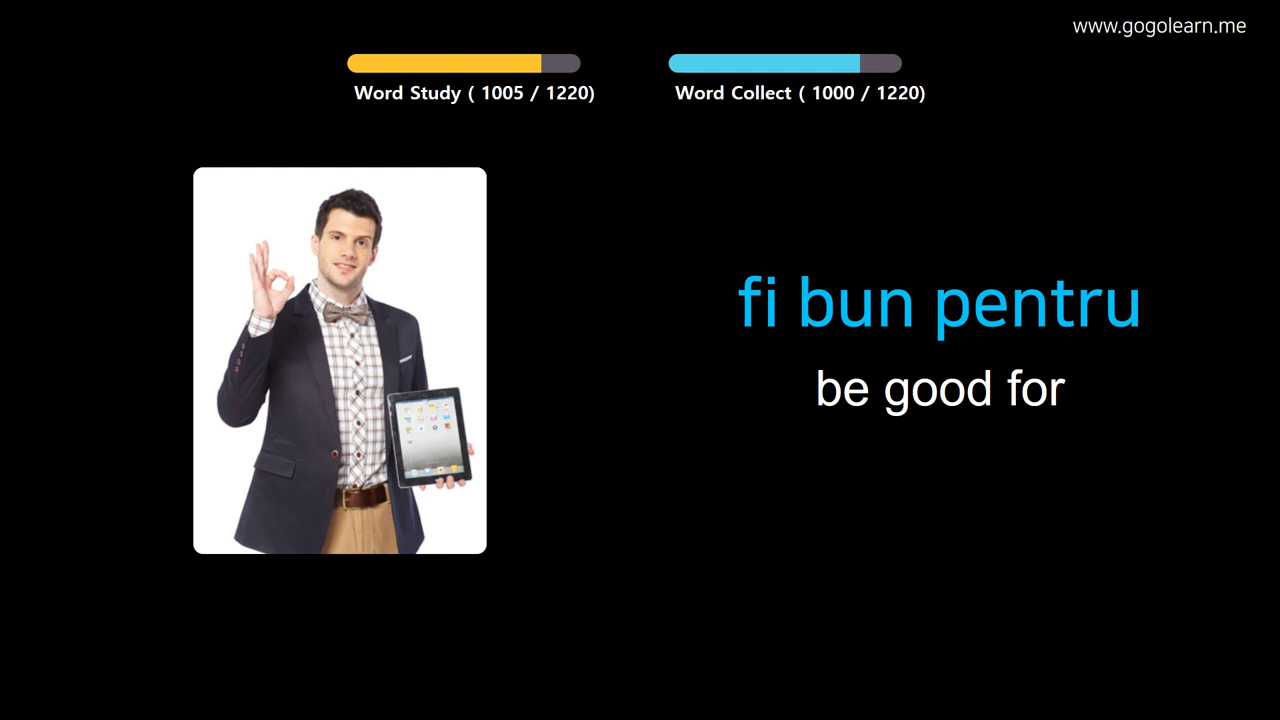 www.gogolearn.me
Word Study ( 1005 / 1220)
Word Collect ( 1000 / 1220)
fi bun pentru
be good for